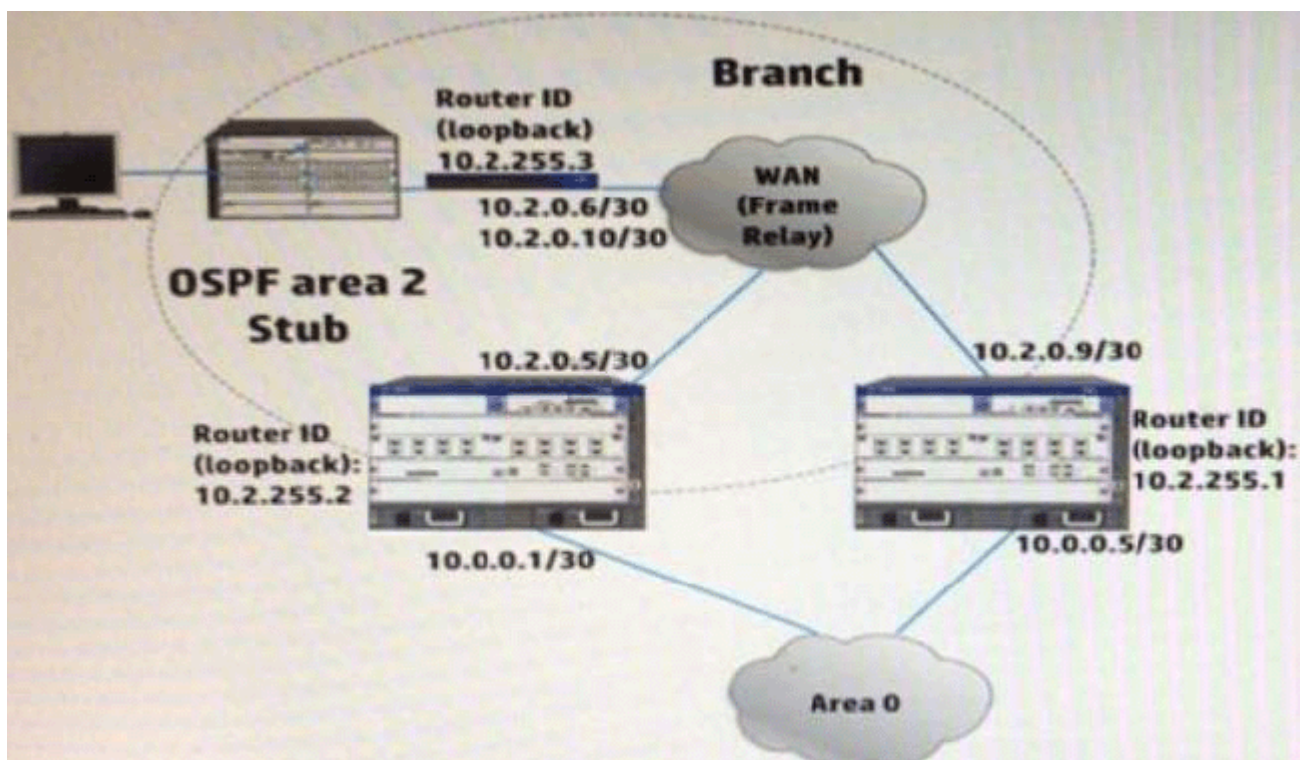 Branch
Router ID
(loopback)
10.2.255.3
10.2.0.6/30
10.2.0.10/30
WAN
(Frame
Relay)
OSPF area 2
Stub
10.2.0.5/30
10.2.0.9/30
Router ID
(loopback):
10.2.255.2
Router ID
(loopback):
10.2.255.1
10.0.0.1/30
10.0.0.5/30
Area 0